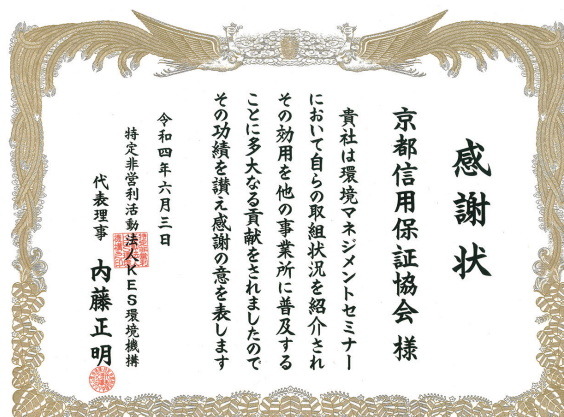 感謝状
京都信用保証協会 様
貴社は環境マネジメントセミナー
において自らの取組状況を紹介され
その効用を他の事業所に普及する
ことに多大なる貢献をされましたので
その功績を讃え感謝の意を表します
令和四年六月三日
特定非営利活動法人KES環境機構
代表理事 内藤正明